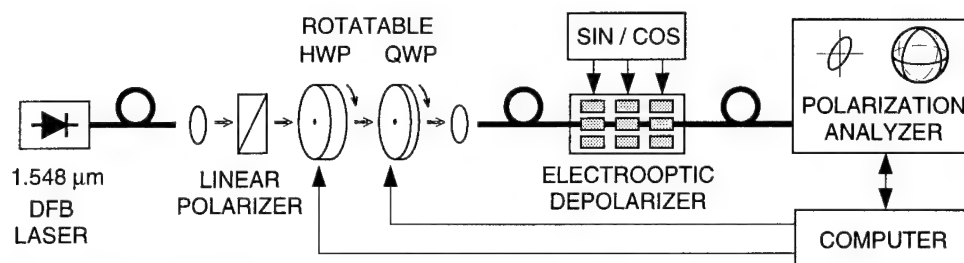 ROTATABLE
HWP QWP
SIN / COS
1.548 µm
DFB
LASER
LINEAR
POLARIZER
ELECTROOPTIC
DEPOLARIZER
POLARIZATION
ANALYZER
COMPUTER